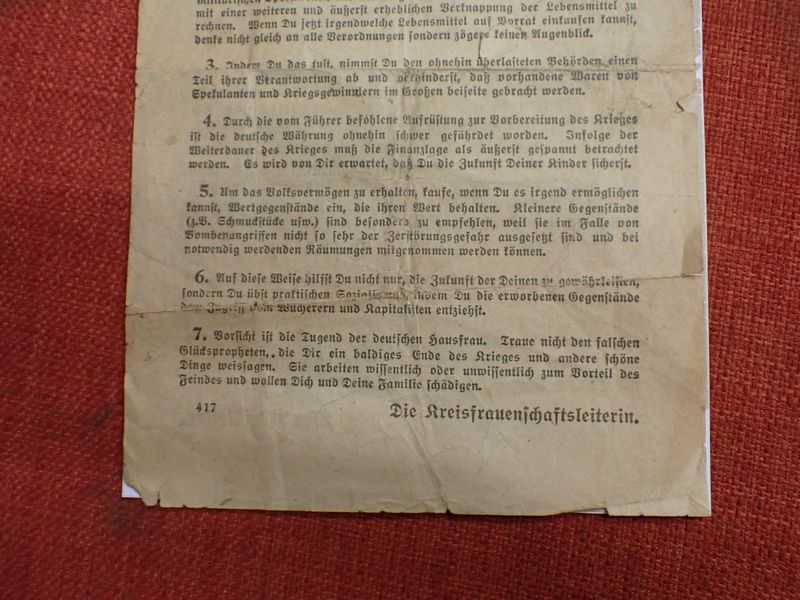 mit einer weiteren und äußerst erheblichen Verknappung der Lebensmittel zu
rechnen. Wenn Du jetzt irgendwelche Lebensmittel auf Vorrat einkaufen kannst,
denke nicht gleich an alle Verordnungen sondern zögere keinen Augenblick.
3. Indem Du das tust, nimmst Du den ohnehin überlasteten Behörden einen
Teil ihrer Verantwortung ab und verhinderst, daß vorhandene Waren von
Spekulanten und Kriegsgewinnlern im Großen beiseite gebracht werden.
4. Durch die vom Führer befohlene Aufrüstung zur Vorbereitung des Krieges
ist die deutsche Währung ohnehin schwer gefährdet worden. Infolge der
Weiterdauer des Krieges muß die Finanzlage als äußerst gespannt betrachtet
werden. Es wird von Dir erwartet, daß Du die Zukunft Deiner Kinder sicherst.
5. Um das Volksvermögen zu erhalten, kaufe, wenn Du es irgend ermöglichen
kannst, Wertgegenstände ein, die ihren Wert behalten. Kleinere Gegenstände
(z.B. Schmuckstücke usw.) sind besonders zu empfehlen, weil sie im Falle von
Bombenangriffen nicht so sehr der Zerstörungsgefahr ausgesetzt sind und bei
notwendig werdenden Räumungen mitgenommen werden können.
6. Auf diese Weise hilfst Du nicht nur, die Zukunft der Deinen zu gewährleisten,
sondern Du übst praktischen Sozialismus, indem Du die erworbenen Gegenstände
dem Zugriff von Wucherern und Kapitalisten entziehst.
7. Vorsicht ist die Tugend der deutschen Hausfrau. Traue nicht den falschen
Glückspropheten, die Dir ein baldiges Ende des Krieges und andere schöne
Dinge weissagen. Sie arbeiten wissentlich oder unwissentlich zum Vorteil des
Feindes und wollen Dich und Deine Familie schädigen.
417
Die Kreisfrauenschaftsleiterin.